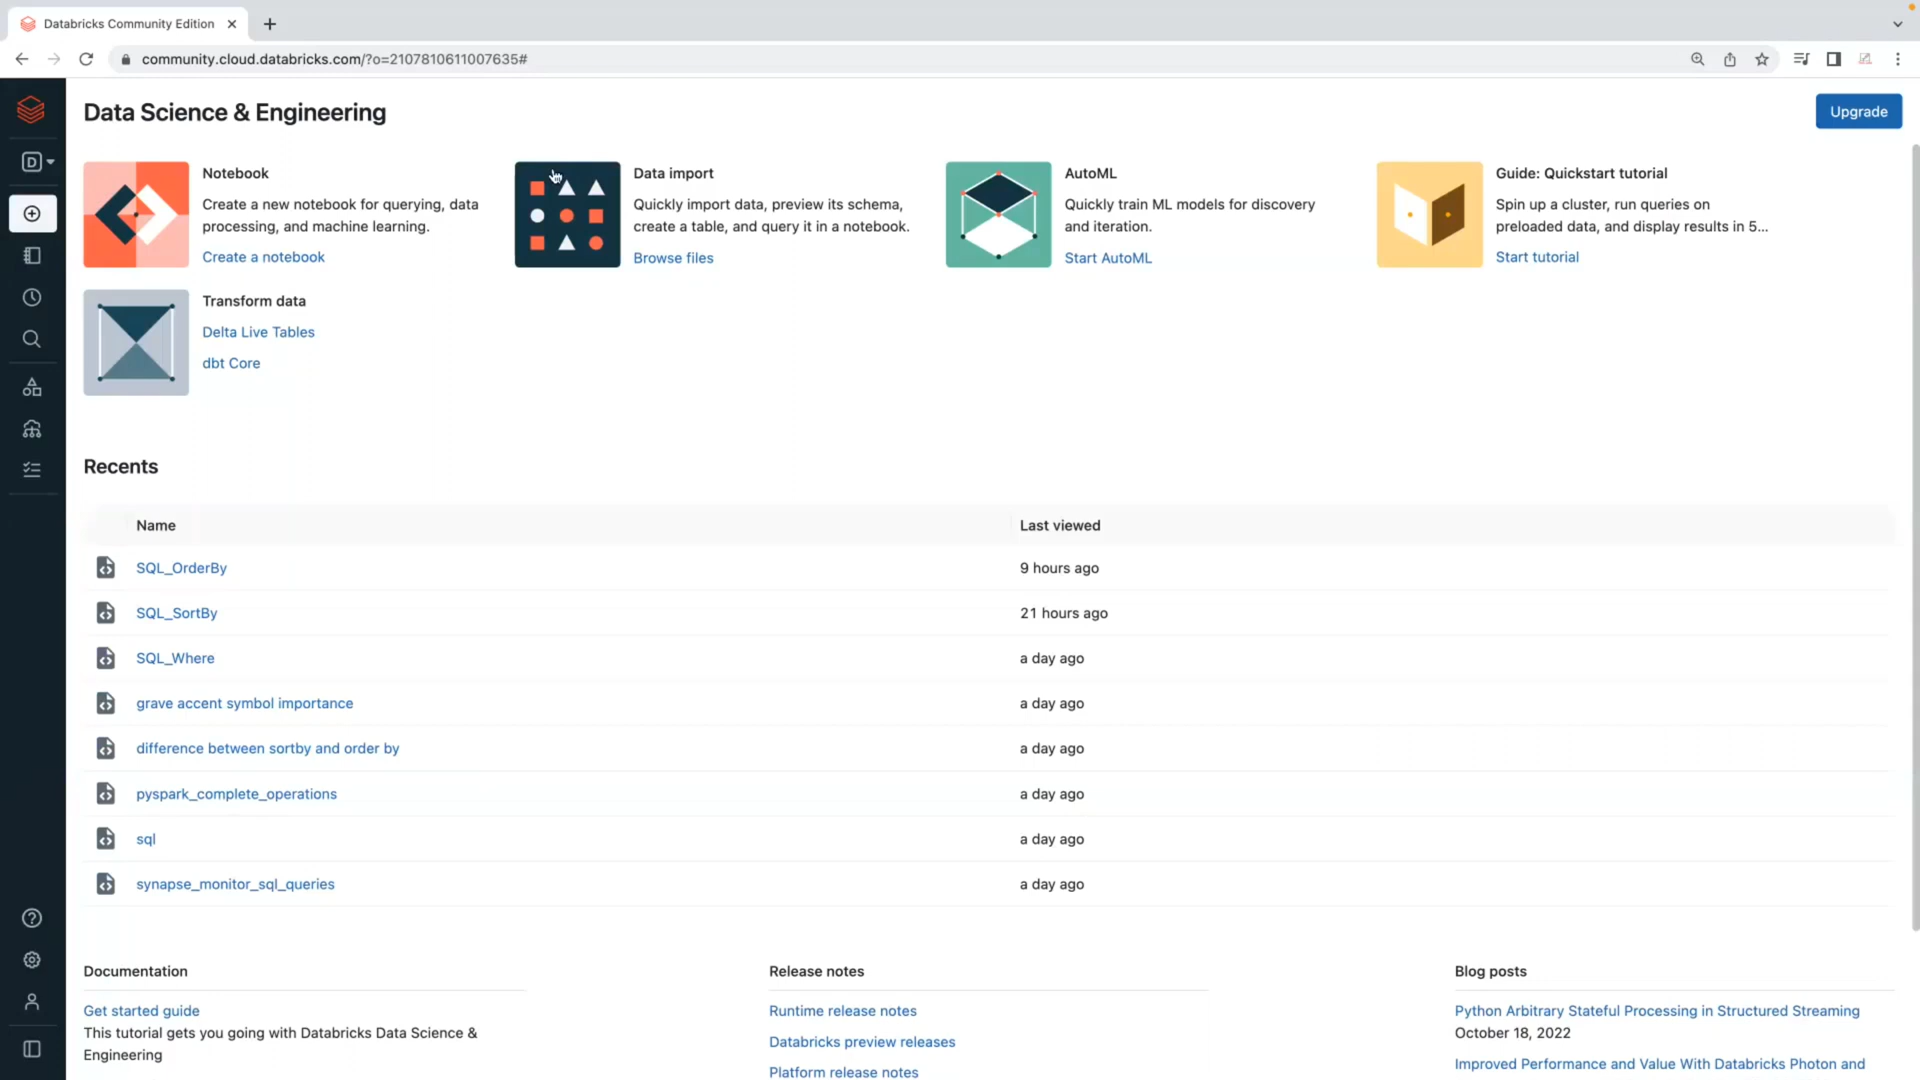 Databricks Community Edition
community.cloud.databricks.com/?o=2107810611007635#
Data Science & Engineering
Upgrade
D
Notebook
Create a new notebook for querying, data
processing, and machine learning.
Create a notebook
Data import
Quickly import data, preview its schema,
create a table, and query it in a notebook.
Browse files
AutoML
Quickly train ML models for discovery
and iteration.
Start AutoML
Guide: Quickstart tutorial
Spin up a cluster, run queries on
preloaded data, and display results in 5...
Start tutorial
Transform data
Delta Live Tables
dbt Core
Recents
Name Last viewed
SQL_OrderBy 9 hours ago
SQL_SortBy 21 hours ago
SQL_Where a day ago
grave accent symbol importance a day ago
difference between sortby and order by a day ago
pyspark_complete_operations a day ago
sql a day ago
synapse_monitor_sql_queries a day ago
Documentation
Get started guide
This tutorial gets you going with Databricks Data Science &
Engineering
Release notes
Runtime release notes
Databricks preview releases
Platform release notes
Blog posts
Python Arbitrary Stateful Processing in Structured Streaming
October 18, 2022
Improved Performance and Value With Databricks Photon and